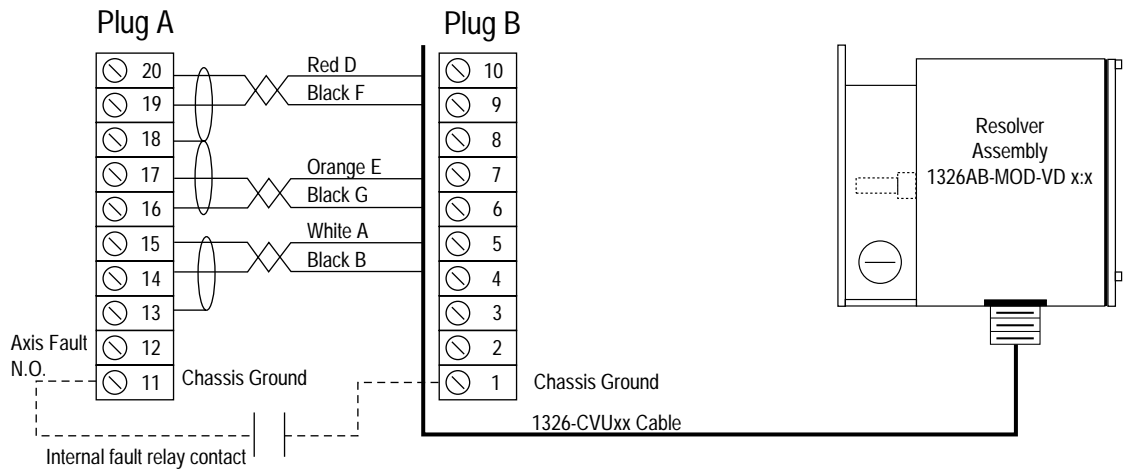 Plug A
Plug B
20
19
18
17
16
15
14
13
12
11
Red D
Black F
Orange E
Black G
White A
Black B
10
9
8
7
6
5
4
3
2
1
Resolver
Assembly
1326AB-MOD-VD x:x
Axis Fault
N.O.
Chassis Ground
Chassis Ground
1326-CVUxx Cable
Internal fault relay contact